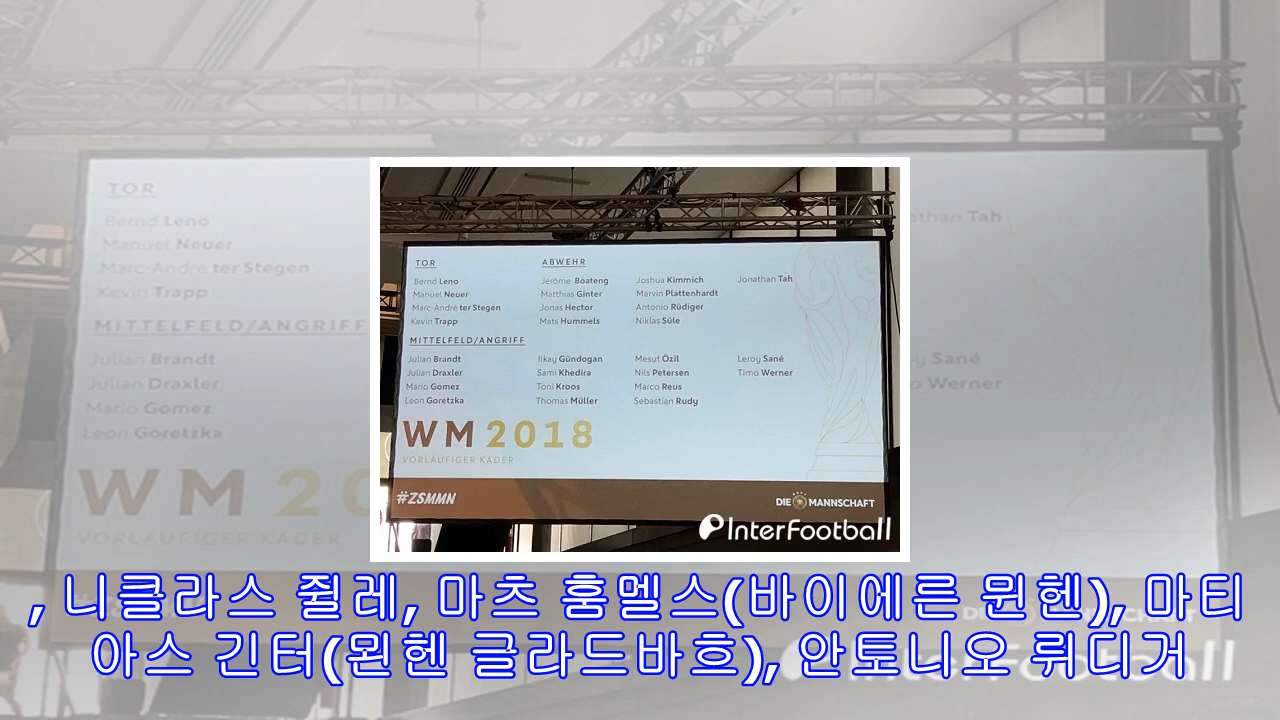 TOR
Bernd Leno
Manuel Neuer
Marc-André ter Stegen
Kevin Trapp
ABWEHR
Jérôme Boateng
Matthias Ginter
Jonas Hector
Mats Hummels
Joshua Kimmich
Marvin Plattenhardt
Antonio Rüdiger
Niklas Süle
Jonathan Tah
MITTELFELD/ANGRIFF
Julian Brandt
Julian Draxler
Mario Gomez
Leon Goretzka
Ilkay Gündogan
Sami Khedira
Toni Kroos
Thomas Müller
Mesut Özil
Nils Petersen
Marco Reus
Sebastian Rudy
Leroy Sané
Timo Werner
WM 2018
VORLÄUFIGER KADER
#ZSMMN
DIE MANNSCHAFT
InterFootball
, 니클라스 쥘레, 마츠 훔멜스(바이에른 뮌헨), 마티
아스 긴터(묀헨 글라드바흐), 안토니오 뤼디거